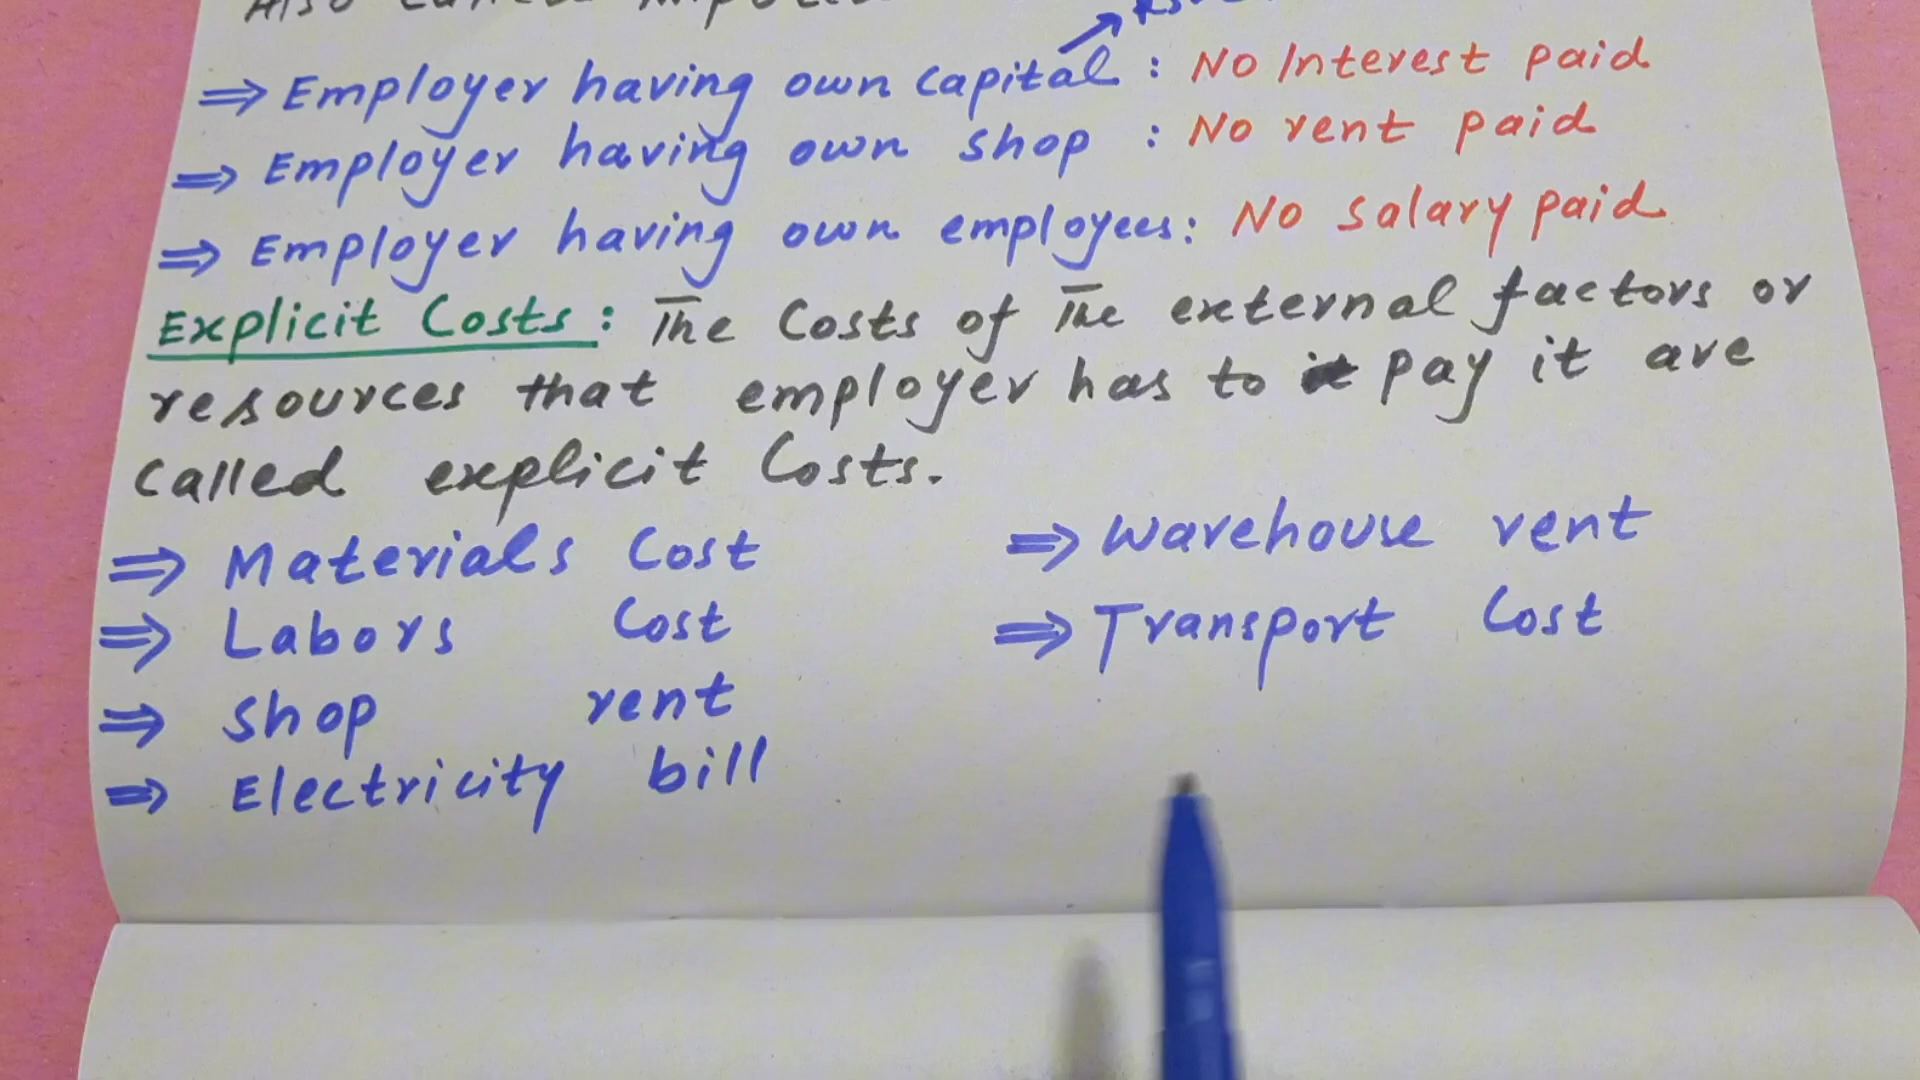 Also
⇒ Employer having own capital : No Interest paid
⇒ Employer having own shop : No rent paid
⇒ Employer having own employees: No salary paid
Explicit Costs: The Costs of The external factors or
resources that employer has to pay it are
called explicit Costs.
⇒ Materials Cost
⇒ Labors Cost
⇒ Shop rent
⇒ Electricity bill
⇒ Warehouse rent
⇒ Transport Cost